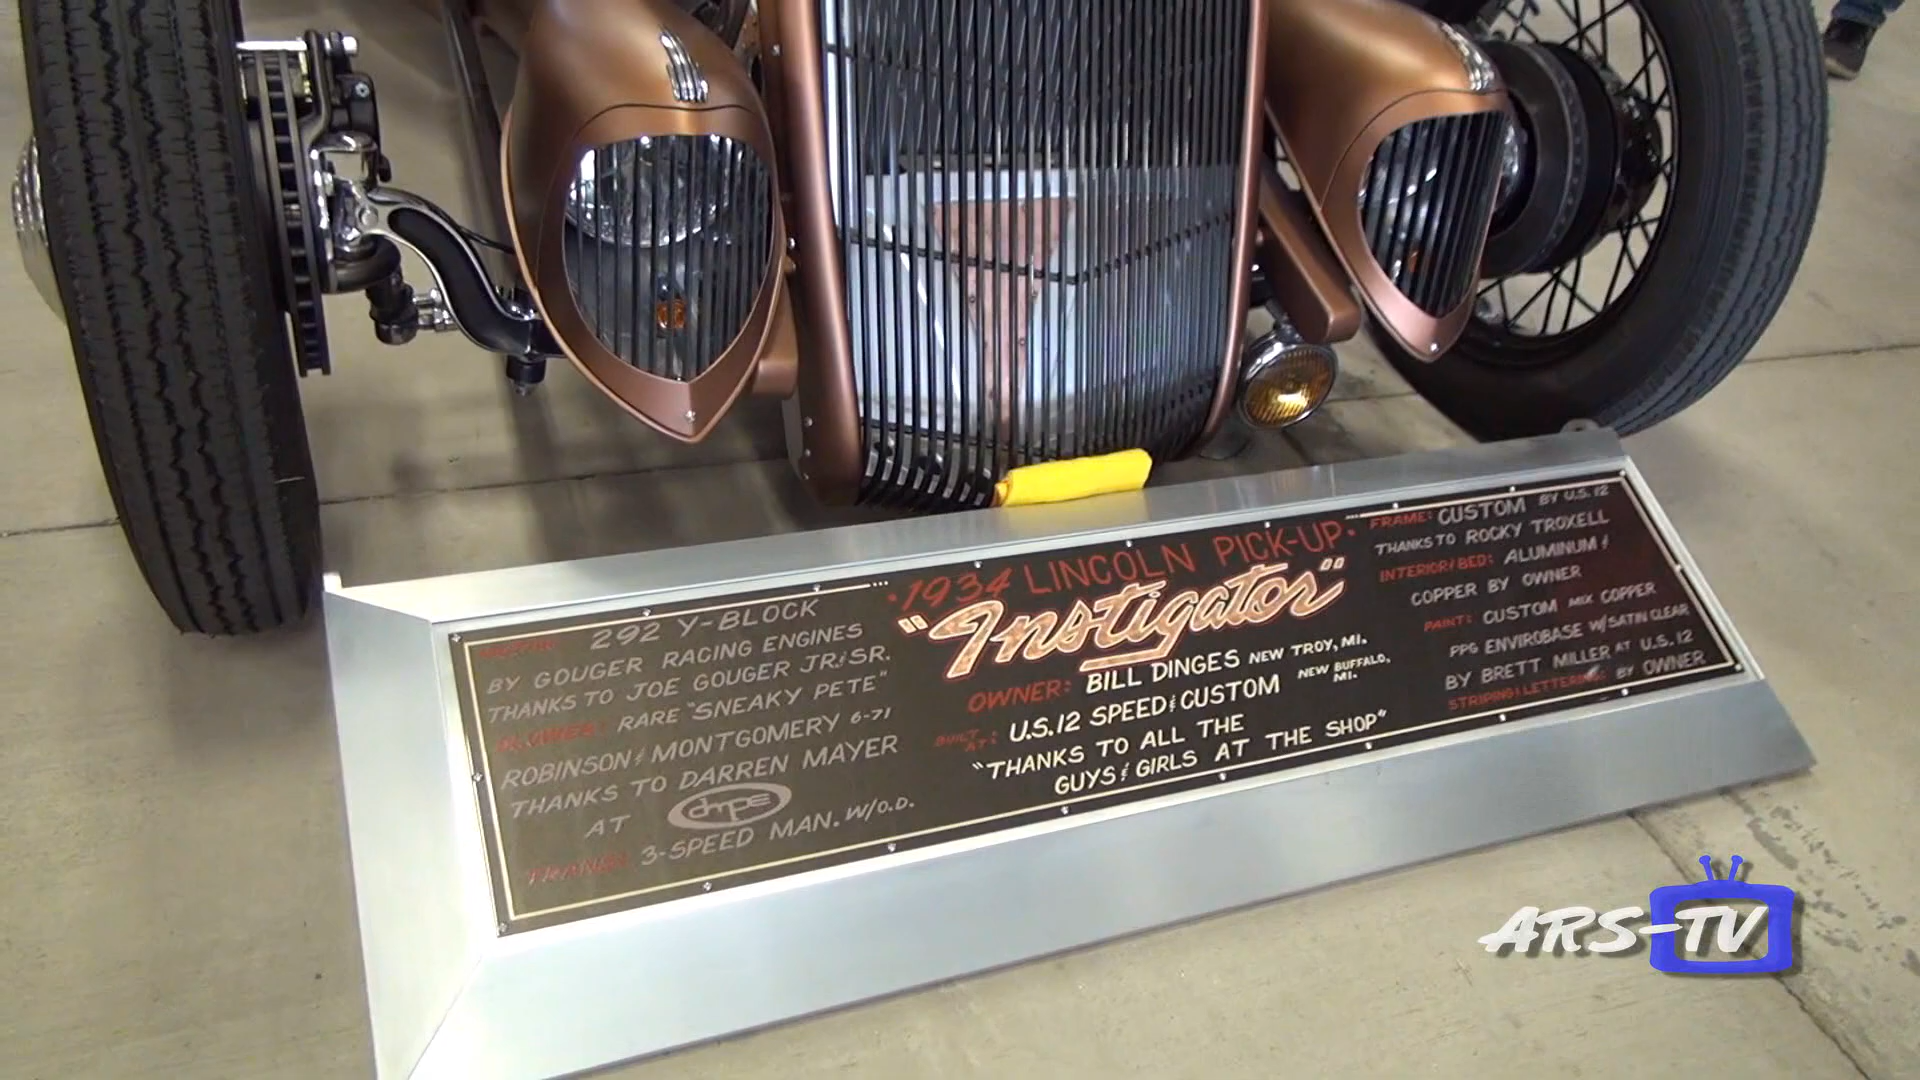 ·1934 LINCOLN PICK-UP·
"Instigator"
OWNER: BILL DINGES NEW TROY, MI.
BUILT AT: U.S.12 SPEED & CUSTOM NEW BUFFALO, MI.
"THANKS TO ALL THE
GUYS & GIRLS AT THE SHOP"
292 Y-BLOCK
BY GOUGER RACING ENGINES
THANKS TO JOE GOUGER JR. & SR.
BLOWER: RARE "SNEAKY PETE"
ROBINSON & MONTGOMERY 6-71
THANKS TO DARREN MAYER
AT
TRANS: 3-SPEED MAN. W/O.D.
FRAME: CUSTOM BY U.S. 12
THANKS TO ROCKY TROXELL
INTERIOR & BED: ALUMINUM &
COPPER BY OWNER
PAINT: CUSTOM MIX COPPER
PPG ENVIROBASE W/SATIN CLEAR
BY BRETT MILLER AT U.S. 12
STRIPING & LETTERING: BY OWNER
ARS-TV